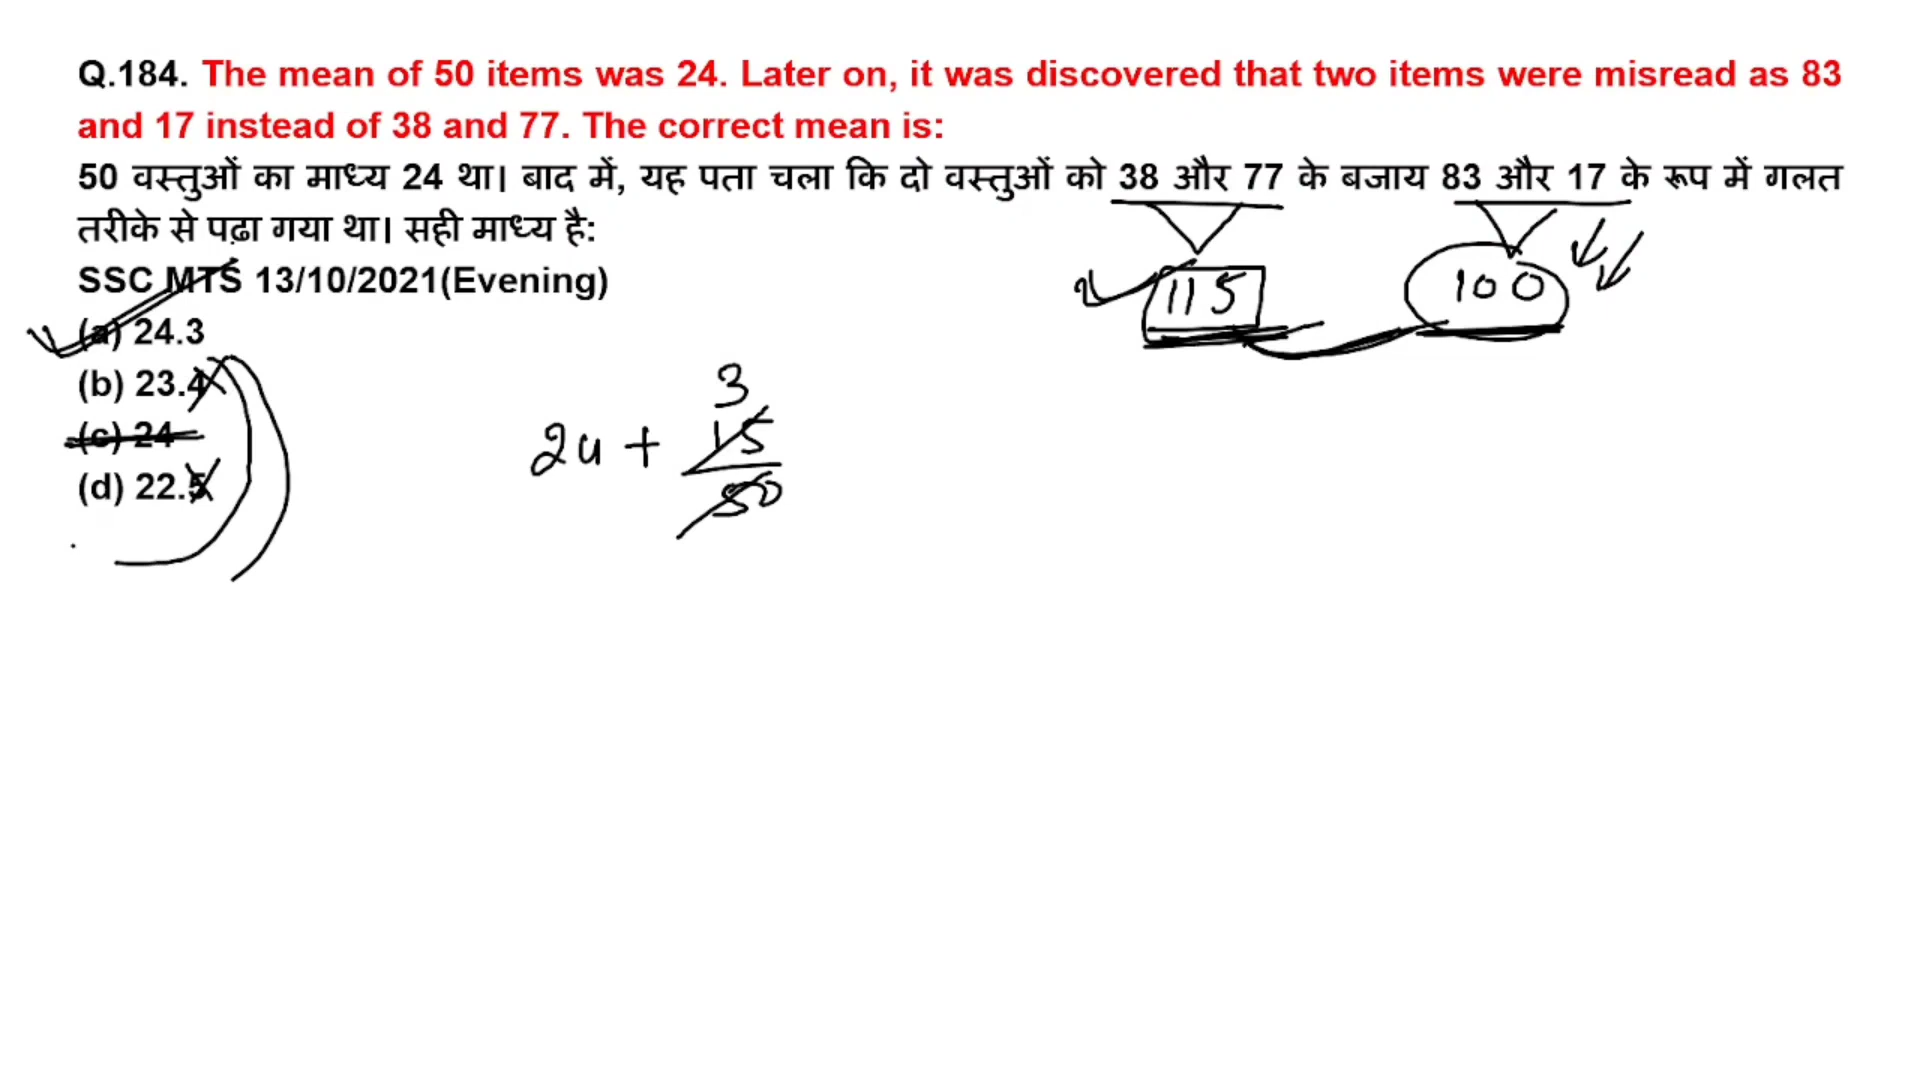 Q.184. The mean of 50 items was 24. Later on, it was discovered that two items were misread as 83
and 17 instead of 38 and 77. The correct mean is:
50 वस्तुओं का माध्य 24 था। बाद में, यह पता चला कि दो वस्तुओं को 38 और 77 के बजाय 83 और 17 के रूप में गलत
तरीके से पढ़ा गया था। सही माध्य है:
SSC MTS 13/10/2021(Evening)
115 100
(a) 24.3
(b) 23.4
(c) 24
(d) 22.5
3
24 + 15
50